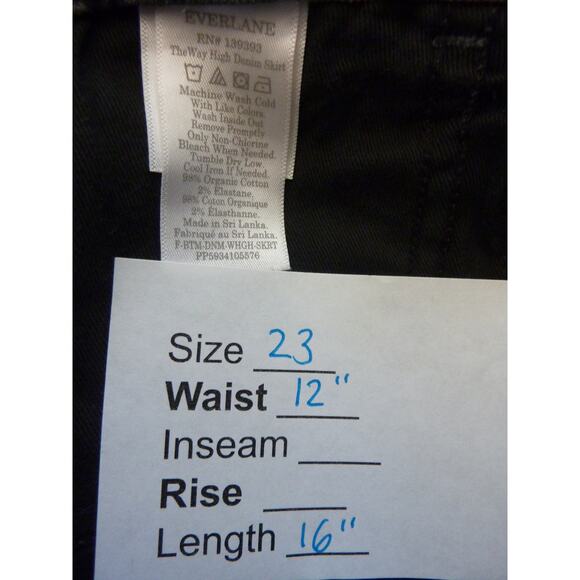 EVERLANE
RN# 139393
The Way High Denim Skirt
Machine Wash Cold
With Like Colors.
Wash Inside Out
Remove Promptly
Only Non-Chlorine
Bleach When Needed.
Tumble Dry Low.
Cool Iron If Needed.
98% Organic Cotton
2% Elastane.
98% Coton Organique
2% Élasthanne.
Made in Sri Lanka.
Fabriqué au Sri Lanka.
F-BTM-DNM-WHGH-SKRT
PP5934105576
Size 23
Waist 12"
Inseam
Rise
Length 16"